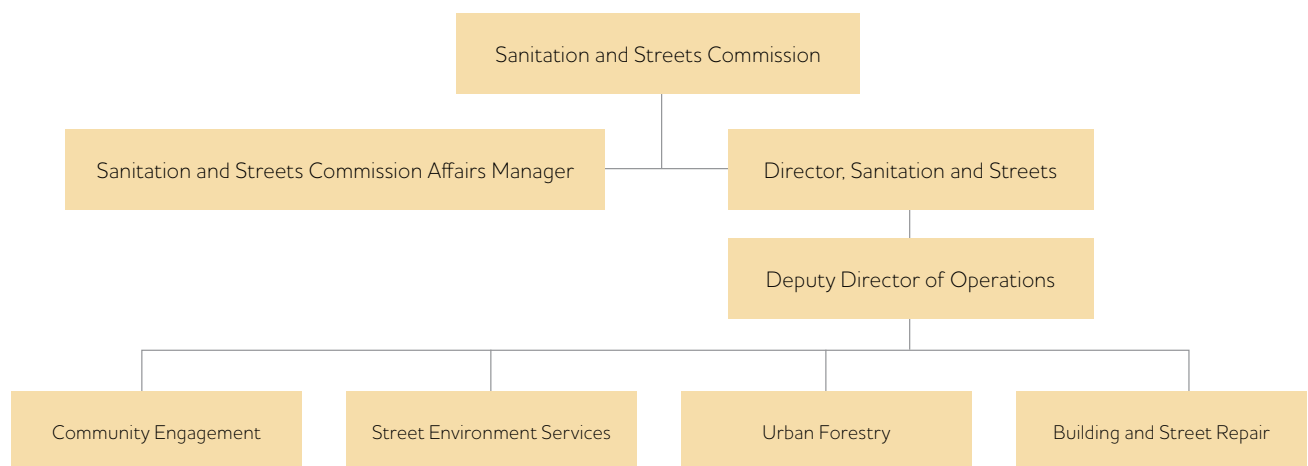 Sanitation and Streets Commission
Sanitation and Streets Commission Affairs Manager
Director, Sanitation and Streets
Deputy Director of Operations
Community Engagement
Street Environment Services
Urban Forestry
Building and Street Repair